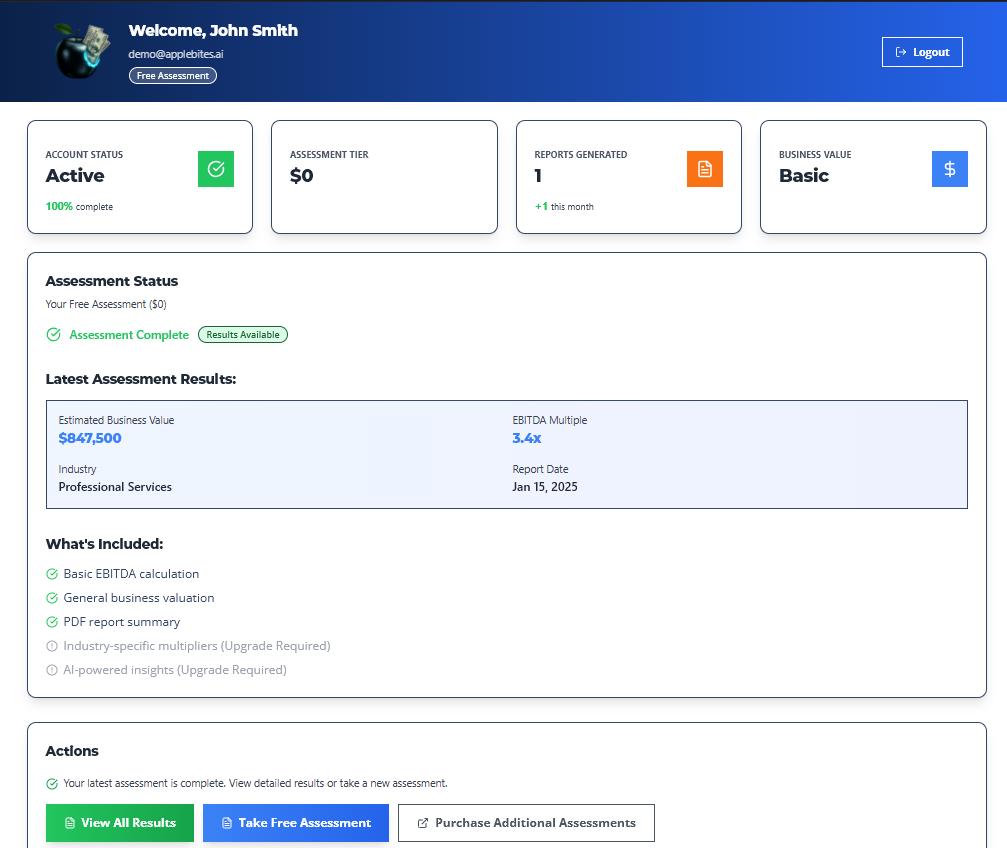 Welcome, John Smith
demo@applebites.ai
Free Assessment
Logout
ACCOUNT STATUS
Active
100% complete
ASSESSMENT TIER
$0
REPORTS GENERATED
1
+1 this month
BUSINESS VALUE
Basic
$
Assessment Status
Your Free Assessment ($0)
Assessment Complete
Results Available
Latest Assessment Results:
Estimated Business Value
$847,500
EBITDA Multiple
3.4x
Industry
Professional Services
Report Date
Jan 15, 2025
What's Included:
Basic EBITDA calculation
General business valuation
PDF report summary
Industry-specific multipliers (Upgrade Required)
AI-powered insights (Upgrade Required)
Actions
Your latest assessment is complete. View detailed results or take a new assessment.
View All Results
Take Free Assessment
Purchase Additional Assessments